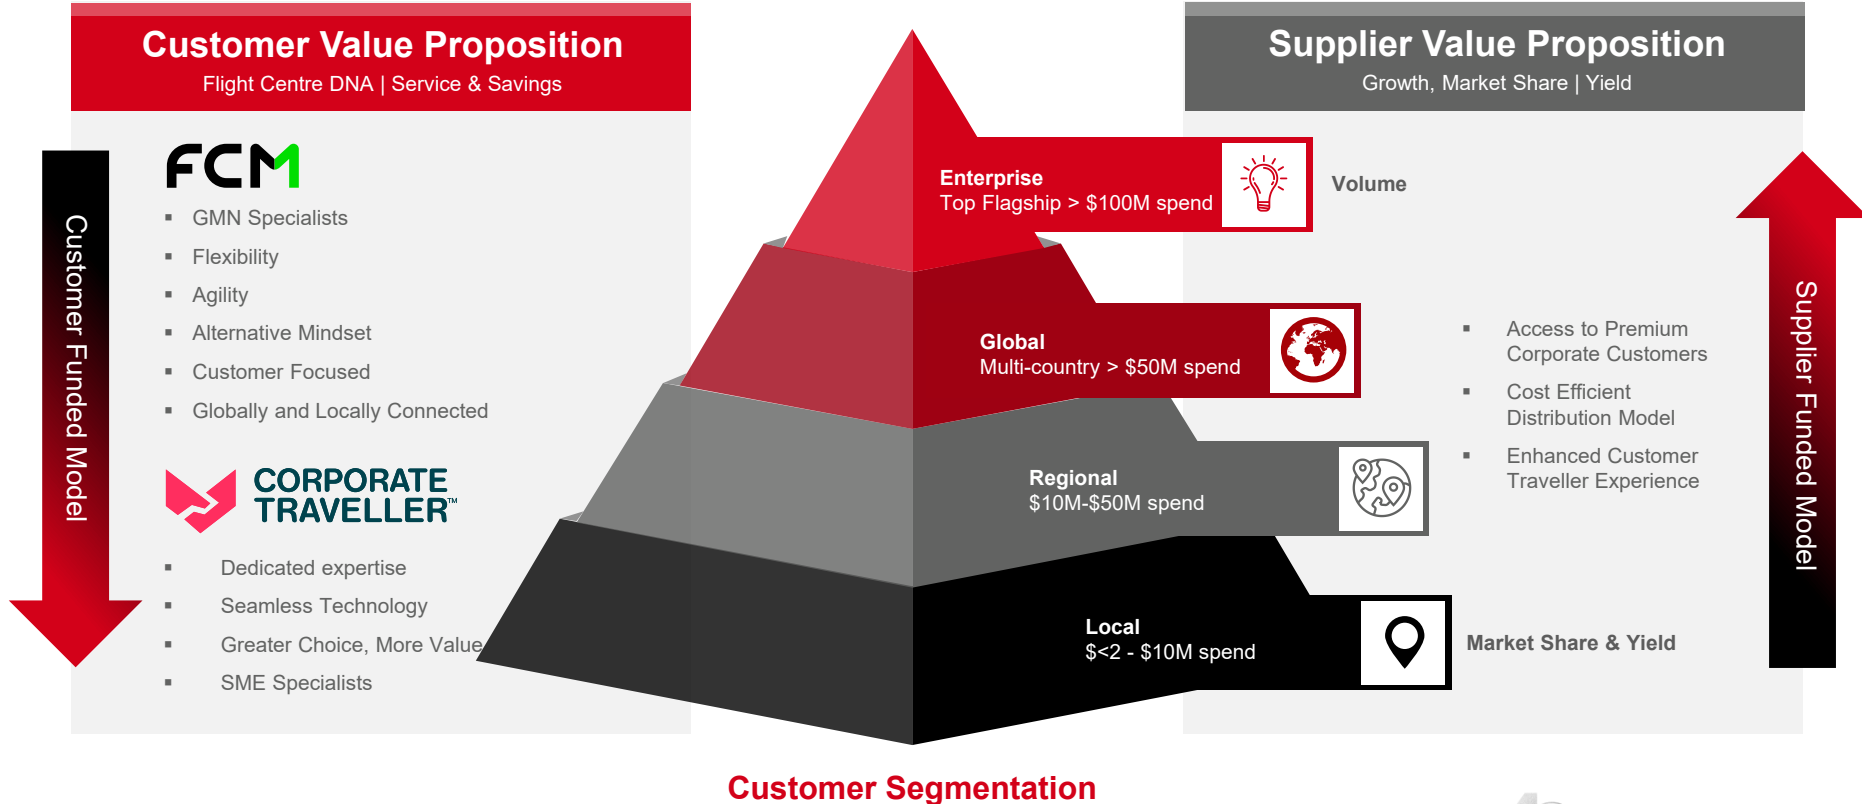 Customer Value Proposition
Flight Centre DNA | Service & Savings
Customer Funded Model
FCM
GMN Specialists
Flexibility
Agility
Alternative Mindset
Customer Focused
Globally and Locally Connected
CORPORATE
TRAVELLER™
Dedicated expertise
Seamless Technology
Greater Choice, More Value
SME Specialists
Enterprise
Top Flagship > $100M spend
Global
Multi-country > $50M spend
Regional
$10M-$50M spend
Local
$<2 - $10M spend
Customer Segmentation
Supplier Value Proposition
Growth, Market Share | Yield
Volume
Access to Premium
Corporate Customers
Cost Efficient
Distribution Model
Enhanced Customer
Traveller Experience
Market Share & Yield
Supplier Funded Model